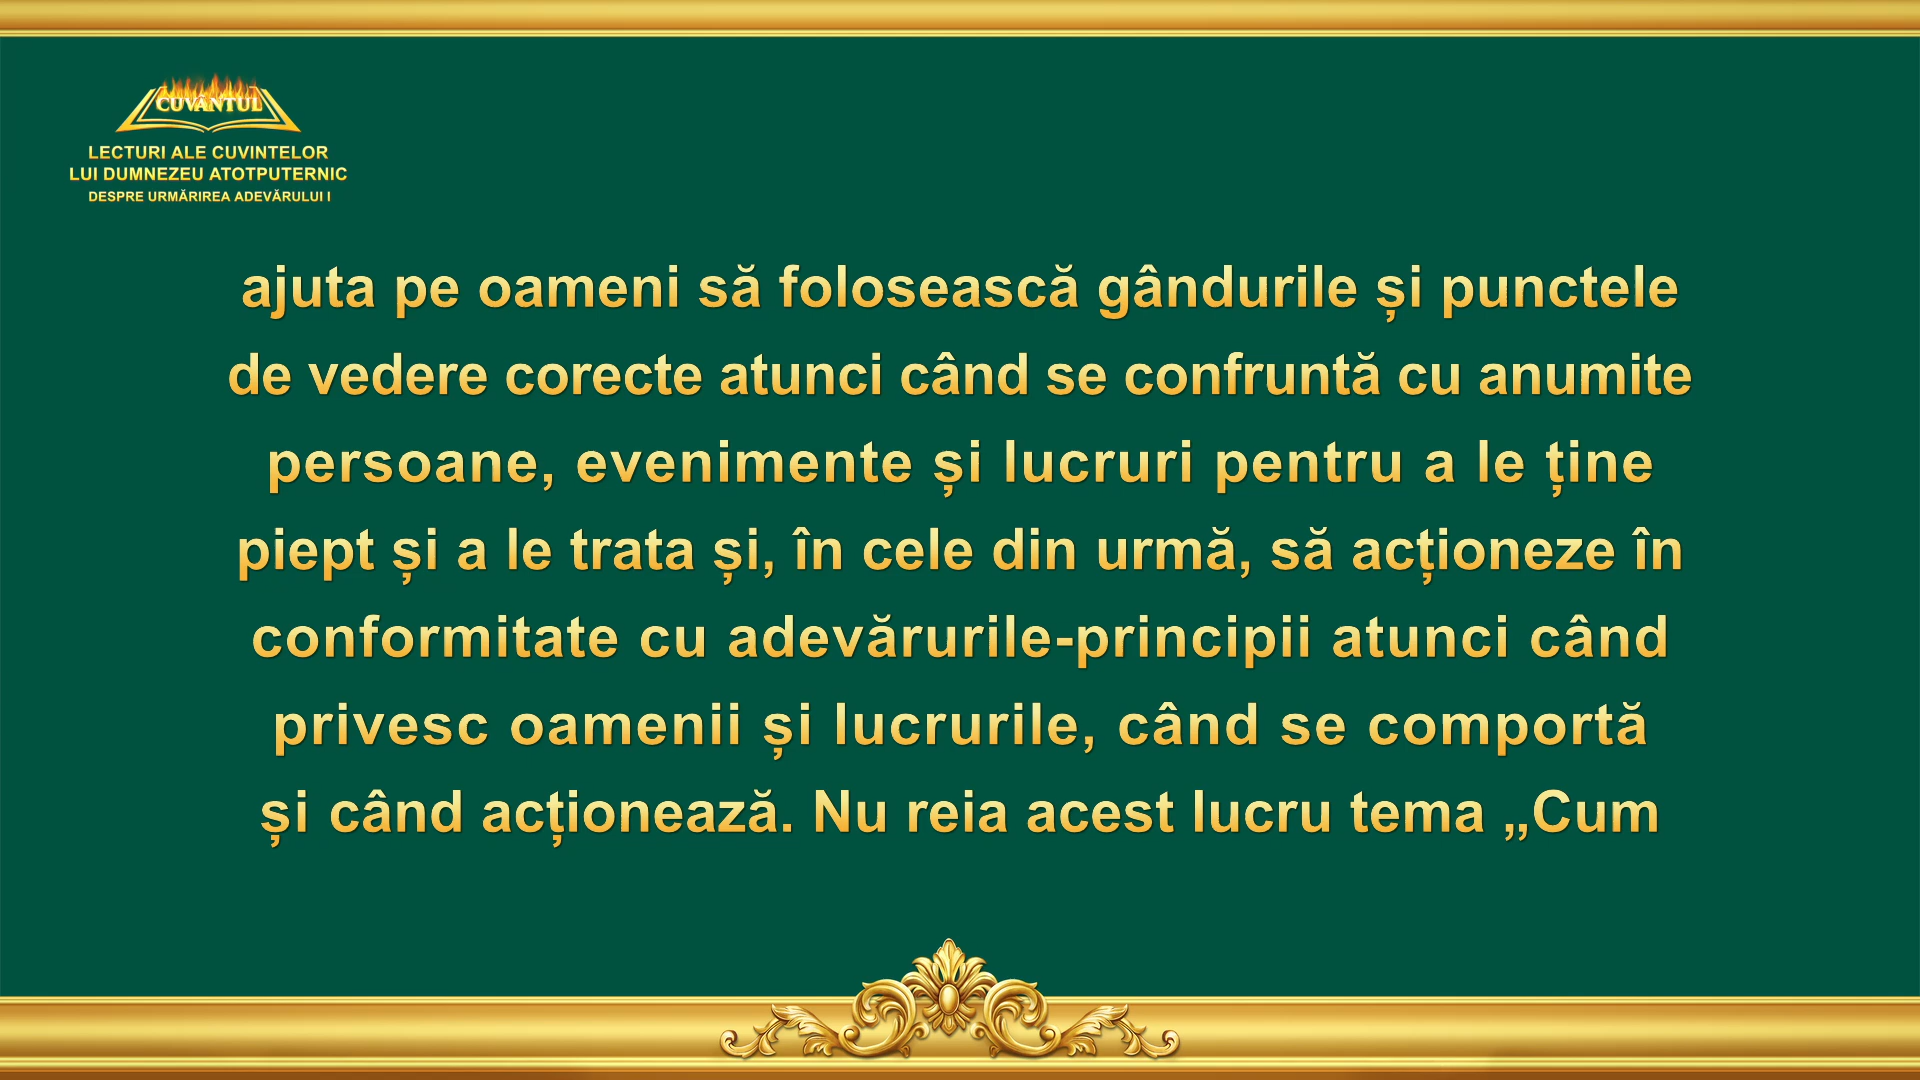 CUVÂNTUL
LECTURI ALE CUVINTELOR
LUI DUMNEZEU ATOTPUTERNIC
DESPRE URMĂRIREA ADEVĂRULUI I
ajuta pe oameni să folosească gândurile și punctele
de vedere corecte atunci când se confruntă cu anumite
persoane, evenimente și lucruri pentru a le ține
piept și a le trata și, în cele din urmă, să acționeze în
conformitate cu adevărurile-principii atunci când
privesc oamenii și lucrurile, când se comportă
și când acționează. Nu reia acest lucru tema „Cum